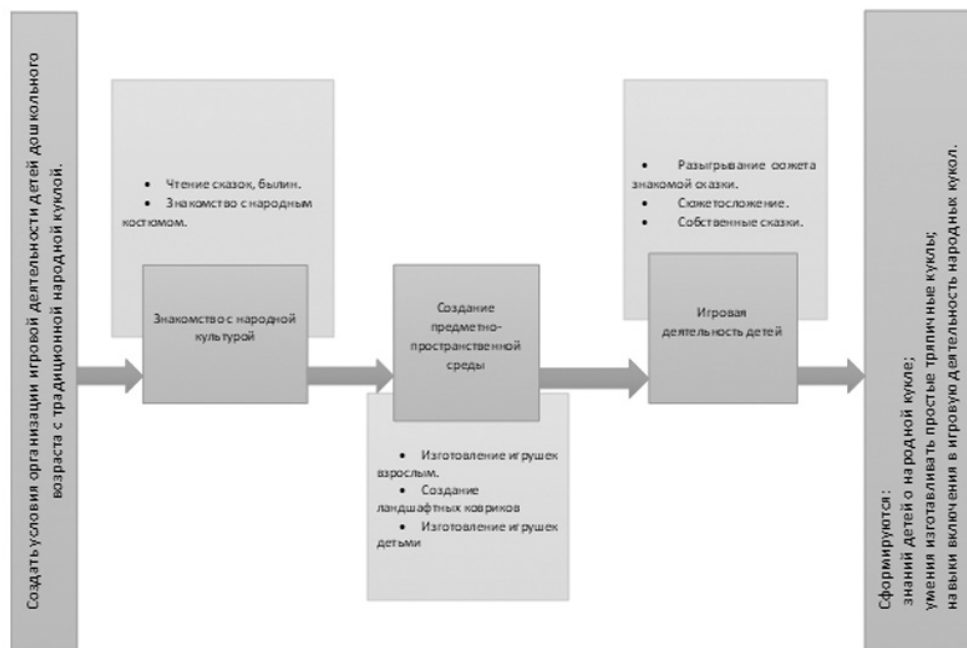 Создать условия организации игровой деятельности детей дошкольного
возраста с традиционной народной куклой.
• Чтение сказок, былин.
• Знакомство с народным
костюмом.
Знакомство с народной
культурой
Создание
предметно-
пространственной
среды
• Изготовление игрушек
взрослым.
• Создание
ландшафтных ковриков
• Изготовление игрушек
детьми
• Разыгрывание сюжета
знакомой сказки.
• Сюжетосложение.
• Собственные сказки.
Игровая
деятельность детей
Сформируются:
знаний детей о народной кукле;
умения изготавливать простые тряпичные куклы;
навыки включения в игровую деятельность народных кукол.